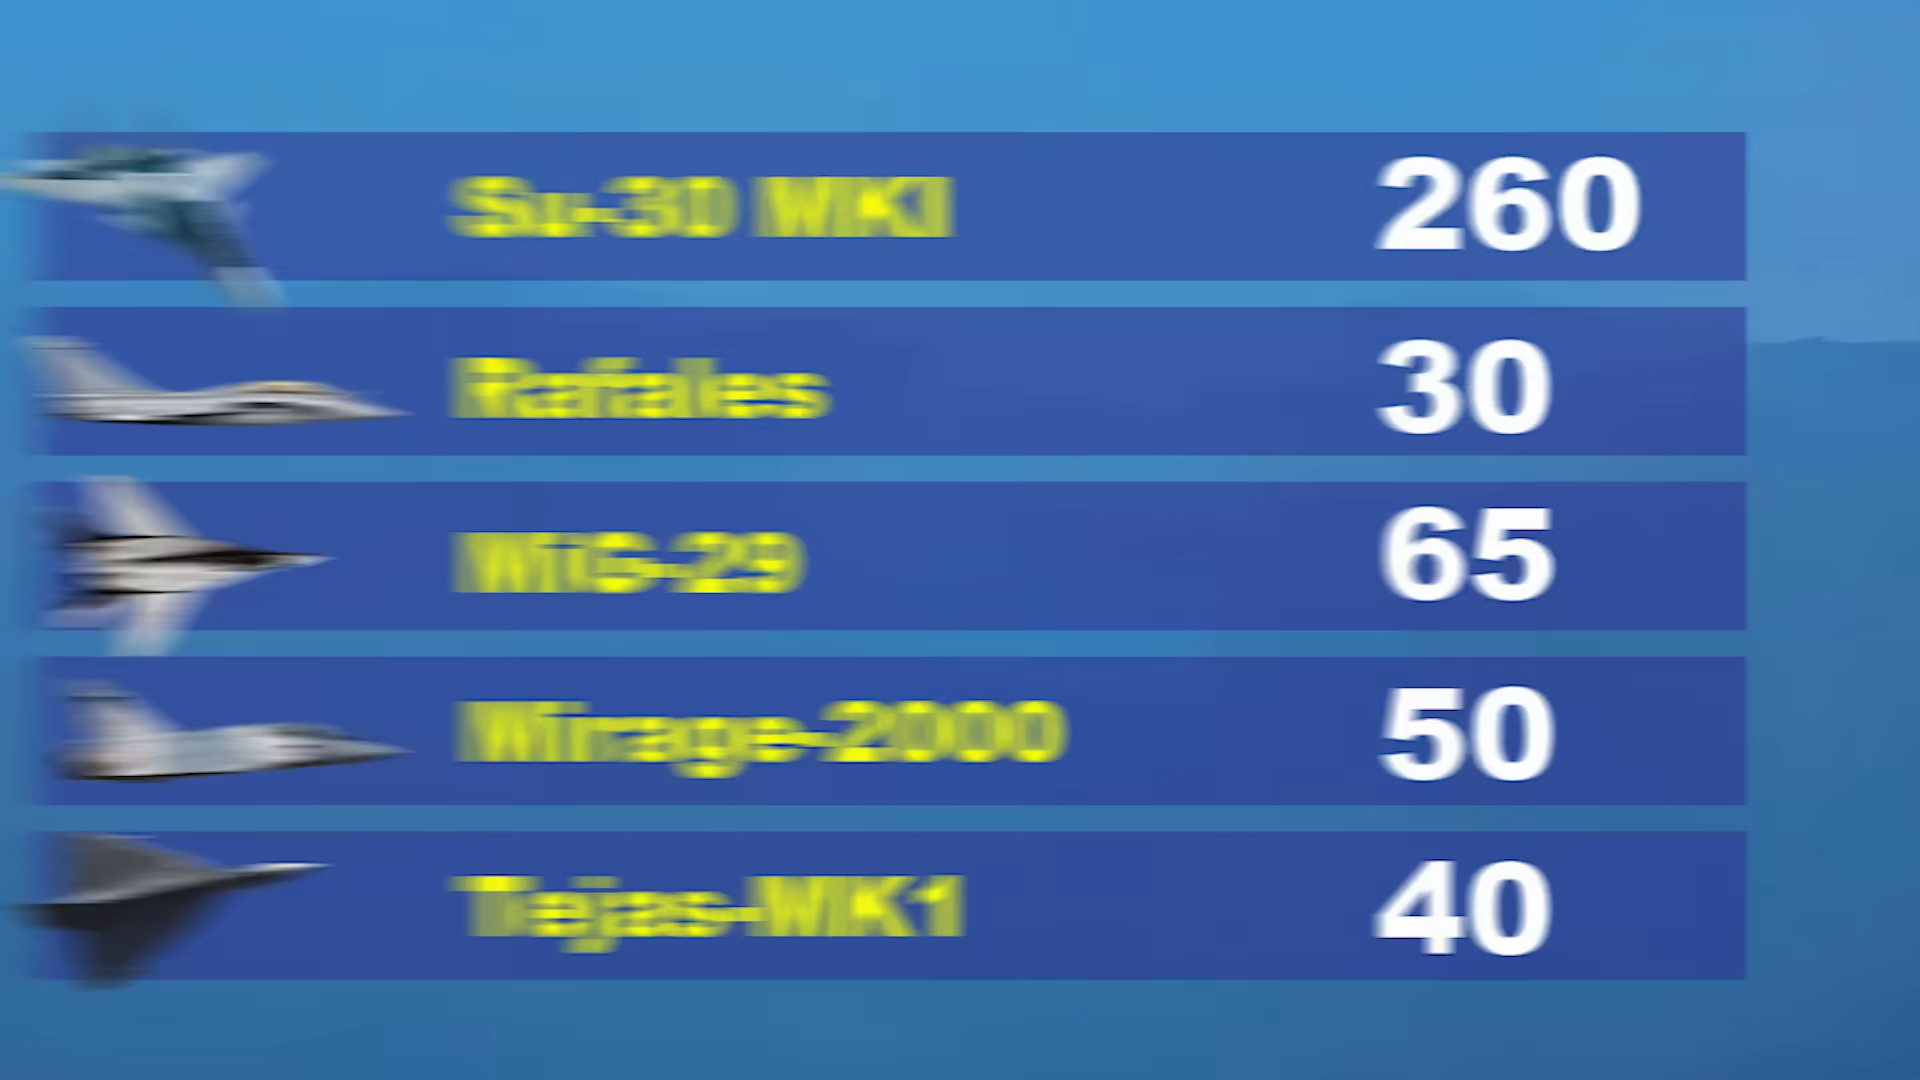 Su-30 MKI 260
Rafales 30
MiG-29 65
Mirage-2000 50
Tejas-MK1 40